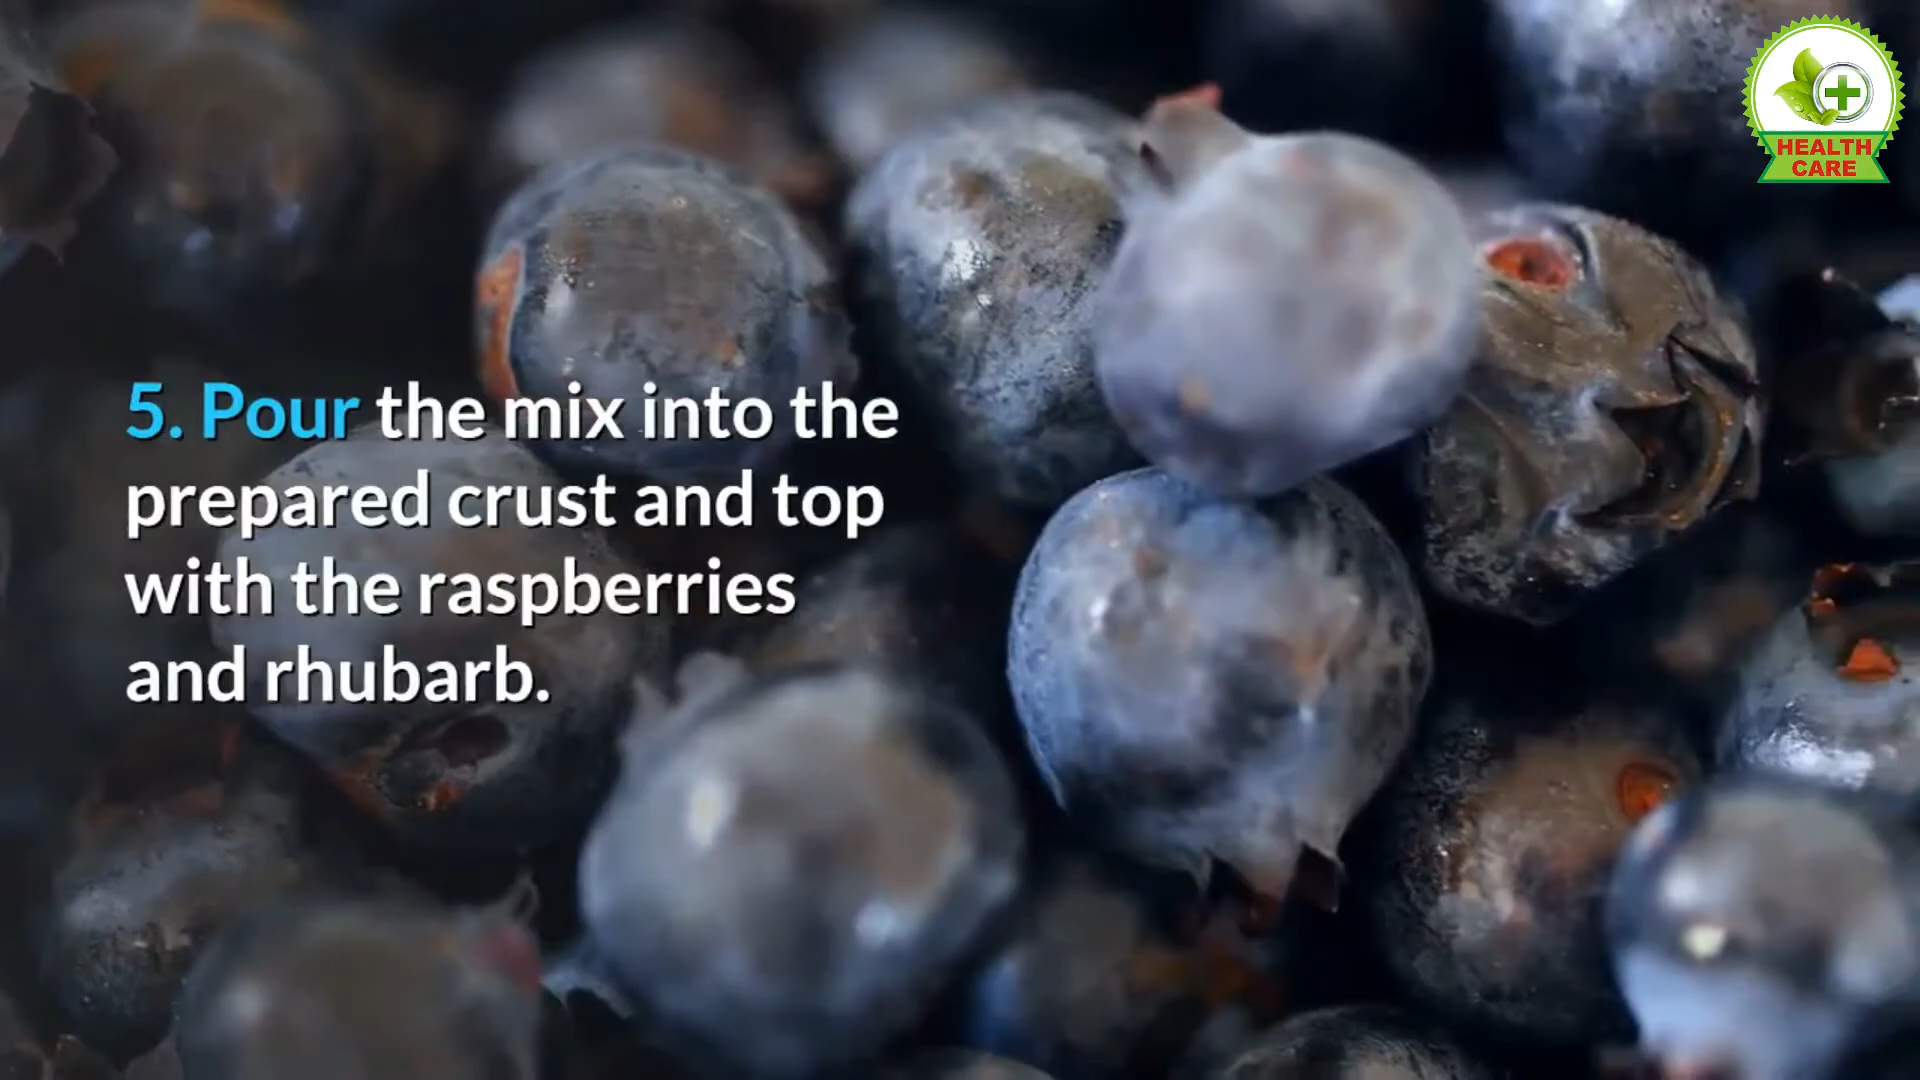 HEALTH
CARE
5. Pour the mix into the
prepared crust and top
with the raspberries
and rhubarb.